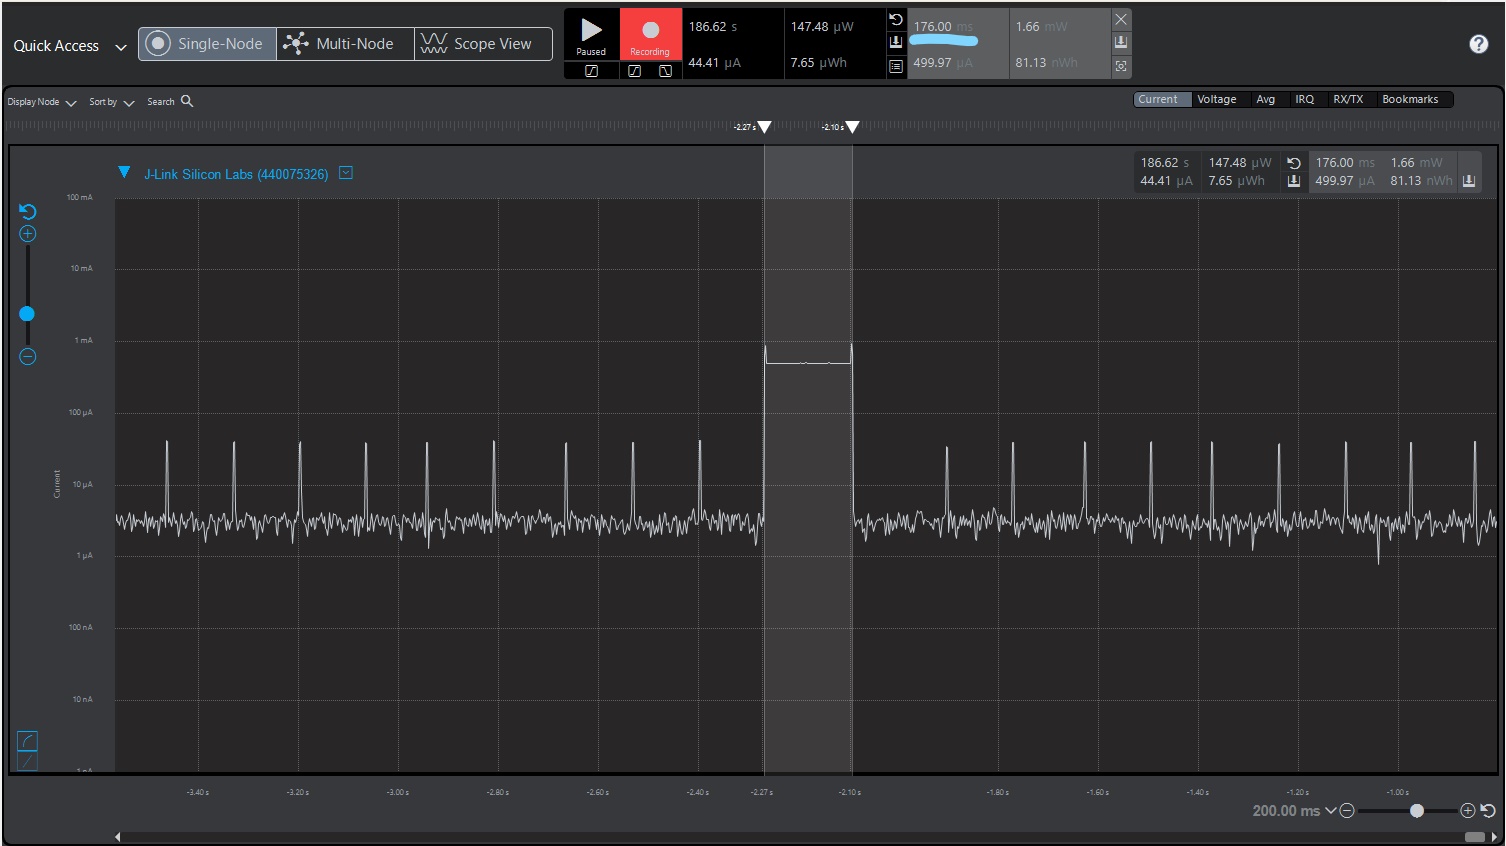 Quick Access Single-Node Multi-Node Scope View
186.62 s 147.48 µW 176.00 ms 1.66 mW
Paused Recording
44.41 µA 7.65 µWh 499.97 µA 81.13 nWh
Display Node Sort by Search
Current Voltage Avg IRQ RX/TX Bookmarks
-2.27 s -2.10 s
J-Link Silicon Labs (440075326)
186.62 s 147.48 µW 176.00 ms 1.66 mW
44.41 µA 7.65 µWh 499.97 µA 81.13 nWh
100 mA
10 mA
1 mA
100 µA
10 µA
1 µA
100 nA
10 nA
Current
-3.40 s -3.20 s -3.00 s -2.80 s -2.60 s -2.40 s -2.27 s -2.10 s -1.80 s -1.60 s -1.40 s -1.20 s -1.00 s
200.00 ms